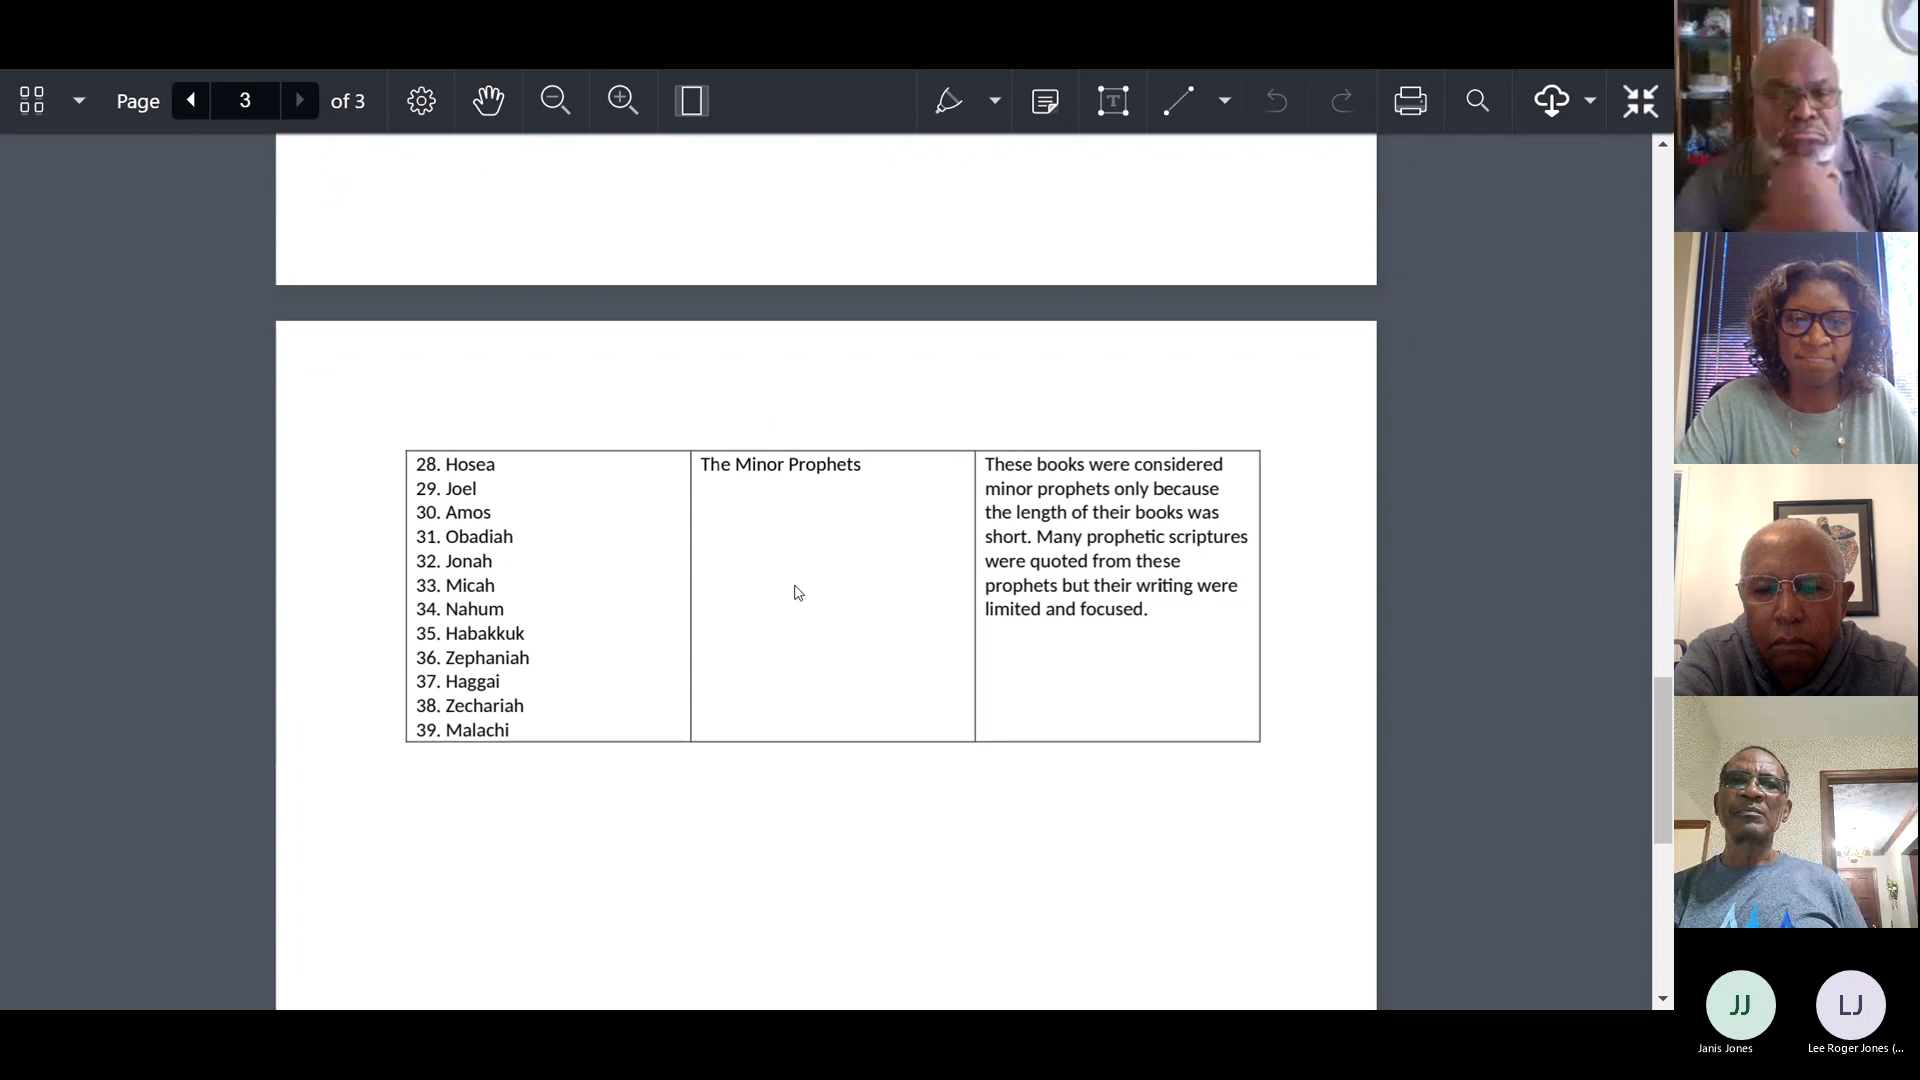 Page 3 of 3
28. Hosea
29. Joel
30. Amos
31. Obadiah
32. Jonah
33. Micah
34. Nahum
35. Habakkuk
36. Zephaniah
37. Haggai
38. Zechariah
39. Malachi
The Minor Prophets
These books were considered
minor prophets only because
the length of their books was
short. Many prophetic scriptures
were quoted from these
prophets but their writing were
limited and focused.
JJ
Janis Jones
LJ
Lee Roger Jones (...